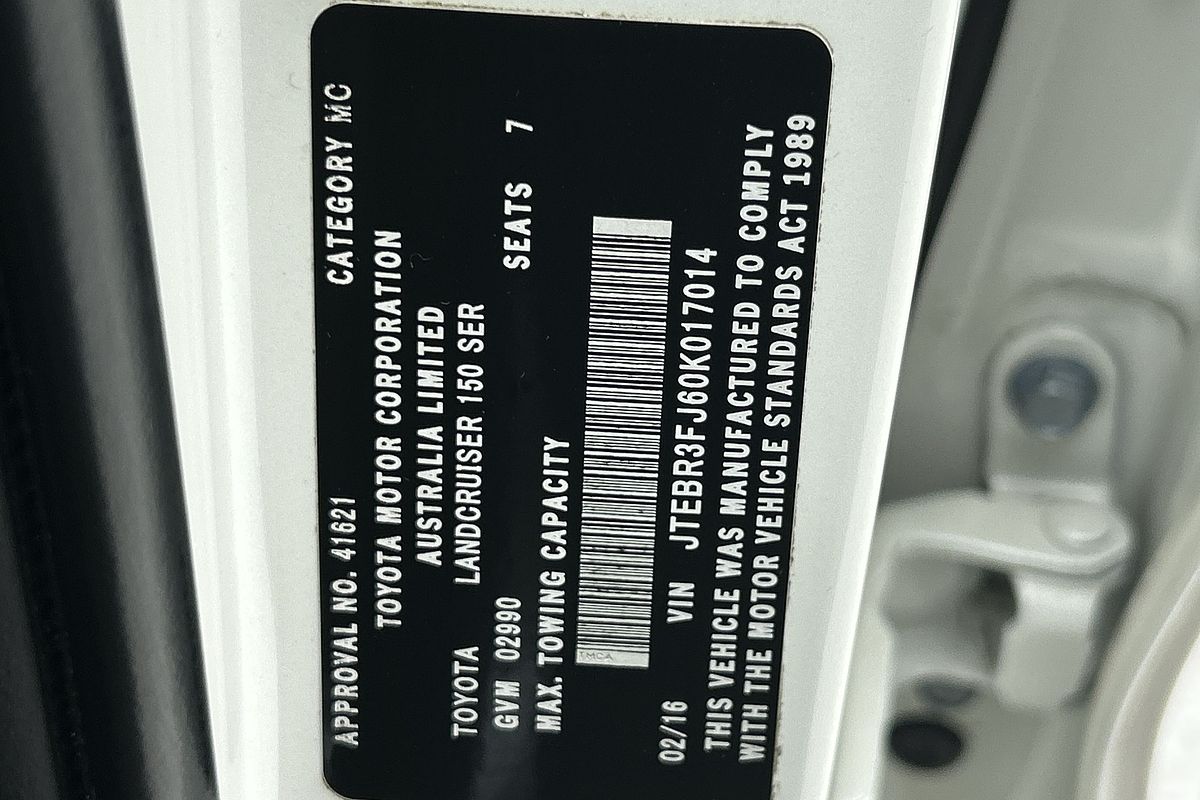 APPROVAL NO. 41621 CATEGORY MC
TOYOTA MOTOR CORPORATION
AUSTRALIA LIMITED
TOYOTA LANDCRUISER 150 SER
GVM 02990 SEATS 7
MAX. TOWING CAPACITY
TMCA
02/16 VIN JTEBR3FJ60K017014
THIS VEHICLE WAS MANUFACTURED TO COMPLY
WITH THE MOTOR VEHICLE STANDARDS ACT 1989